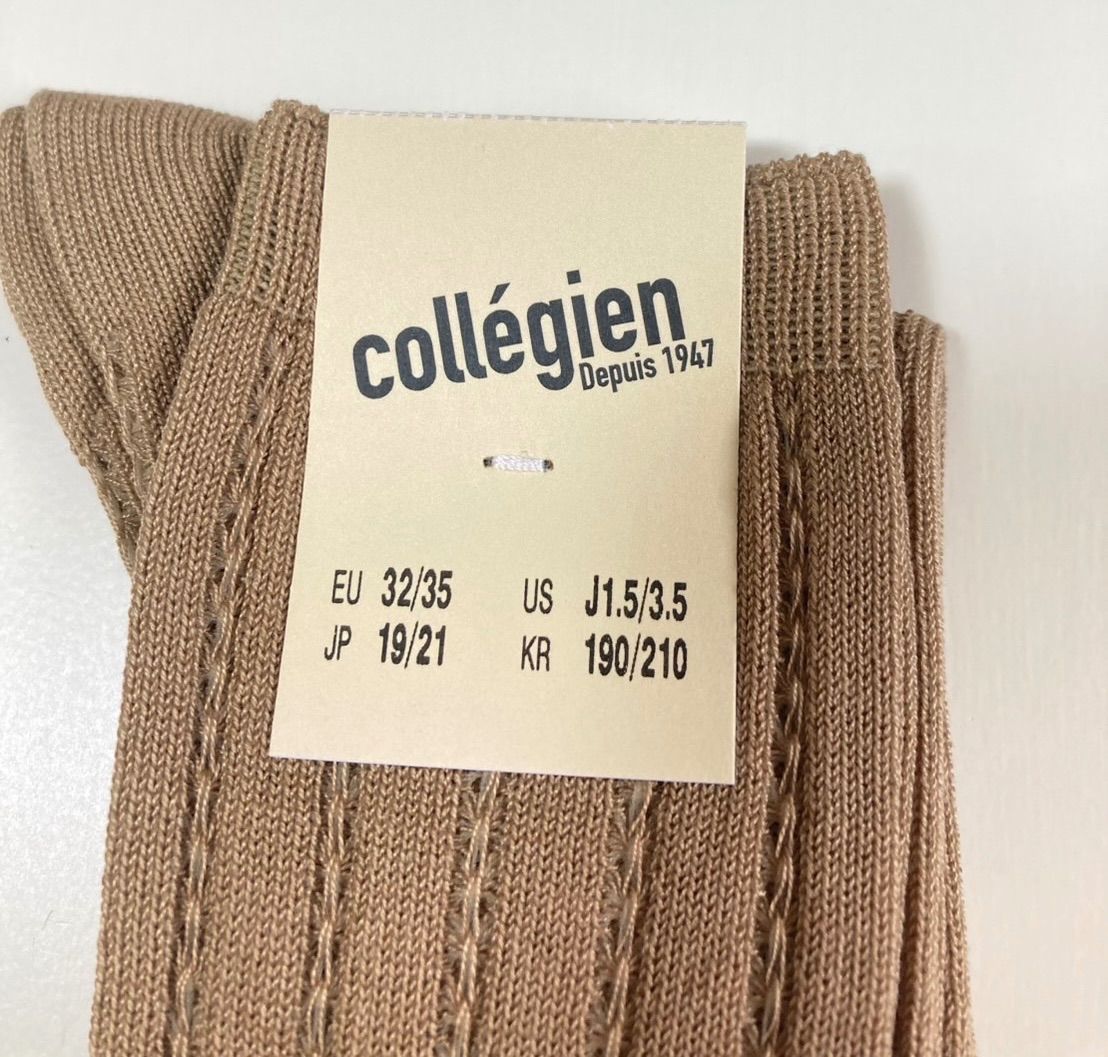 collégien
Depuis 1947
EU 32/35 US J1.5/3.5
JP 19/21 KR 190/210